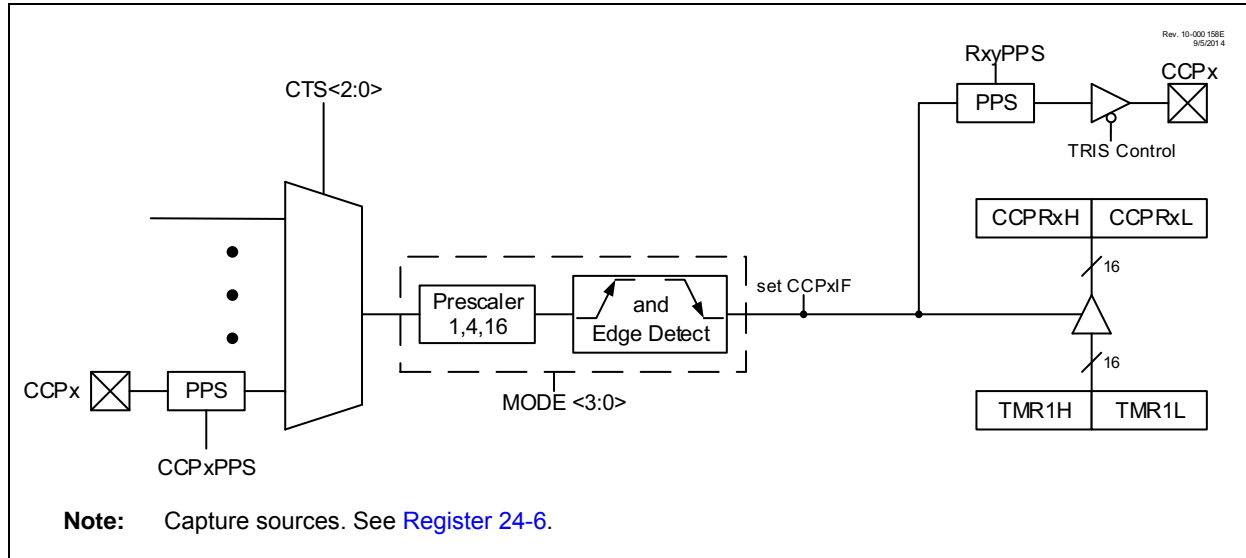 Rev. 10-000 158E
9/5/201 4
RxyPPS
CCPx
CTS<2:0>
PPS
TRIS Control
CCPRxH
CCPRxL
16
set CCPxIF
Prescaler
1,4,16
and
Edge Detect
16
CCPx
PPS
MODE <3:0>
TMR1H
TMR1L
CCPxPPS
Note: Capture sources. See Register 24-6.